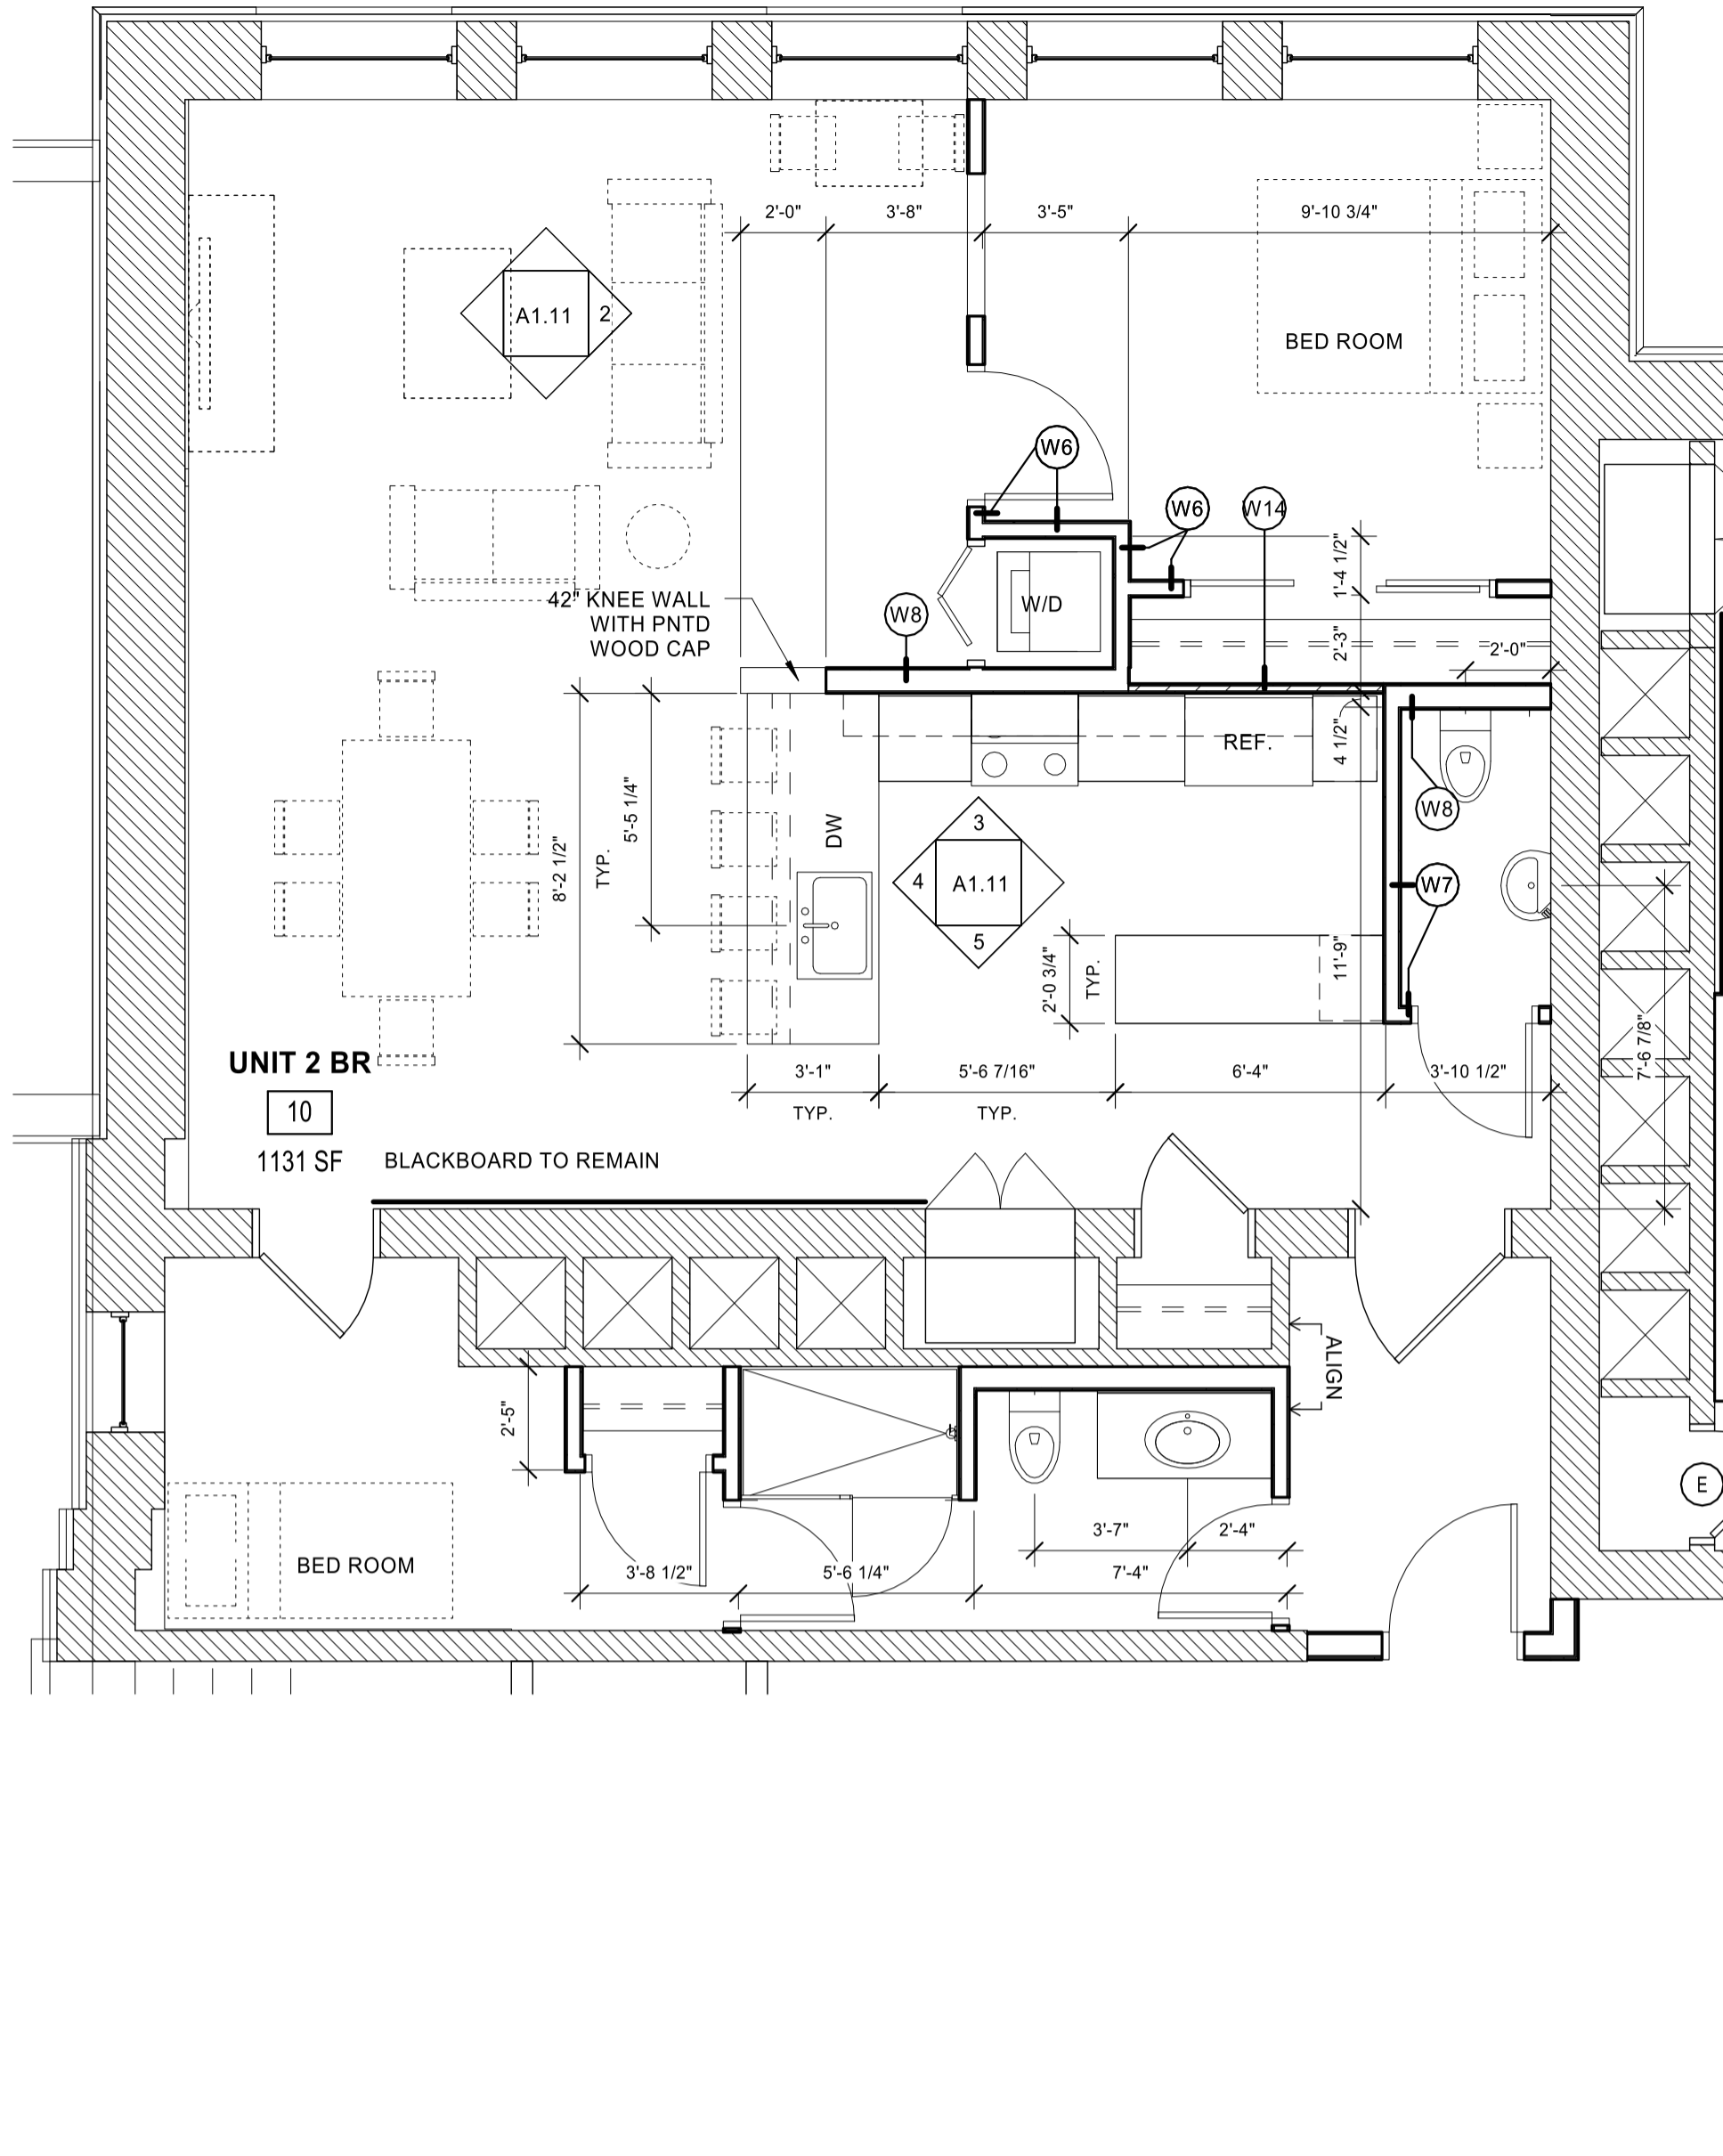 2'-0"
3'-8"
3'-5"
9'-10 3/4"
A1.11
2
BED ROOM
W6
W6
W14
1'-4 1/2"
42" KNEE WALL
WITH PNTD
WOOD CAP
W8
W/D
2'-3"
2'-0"
REF.
4 1/2"
5'-5 1/4"
DW
8'-2 1/2"
TYP.
3
4
A1.11
5
W8
W7
2'-0 3/4"
TYP.
11'-9"
7'-6 7/8"
UNIT 2 BR
10
1131 SF
3'-1"
TYP.
5'-6 7/16"
TYP.
6'-4"
3'-10 1/2"
BLACKBOARD TO REMAIN
ALIGN
2'-5"
E
3'-7"
2'-4"
BED ROOM
3'-8 1/2"
5'-6 1/4"
7'-4"